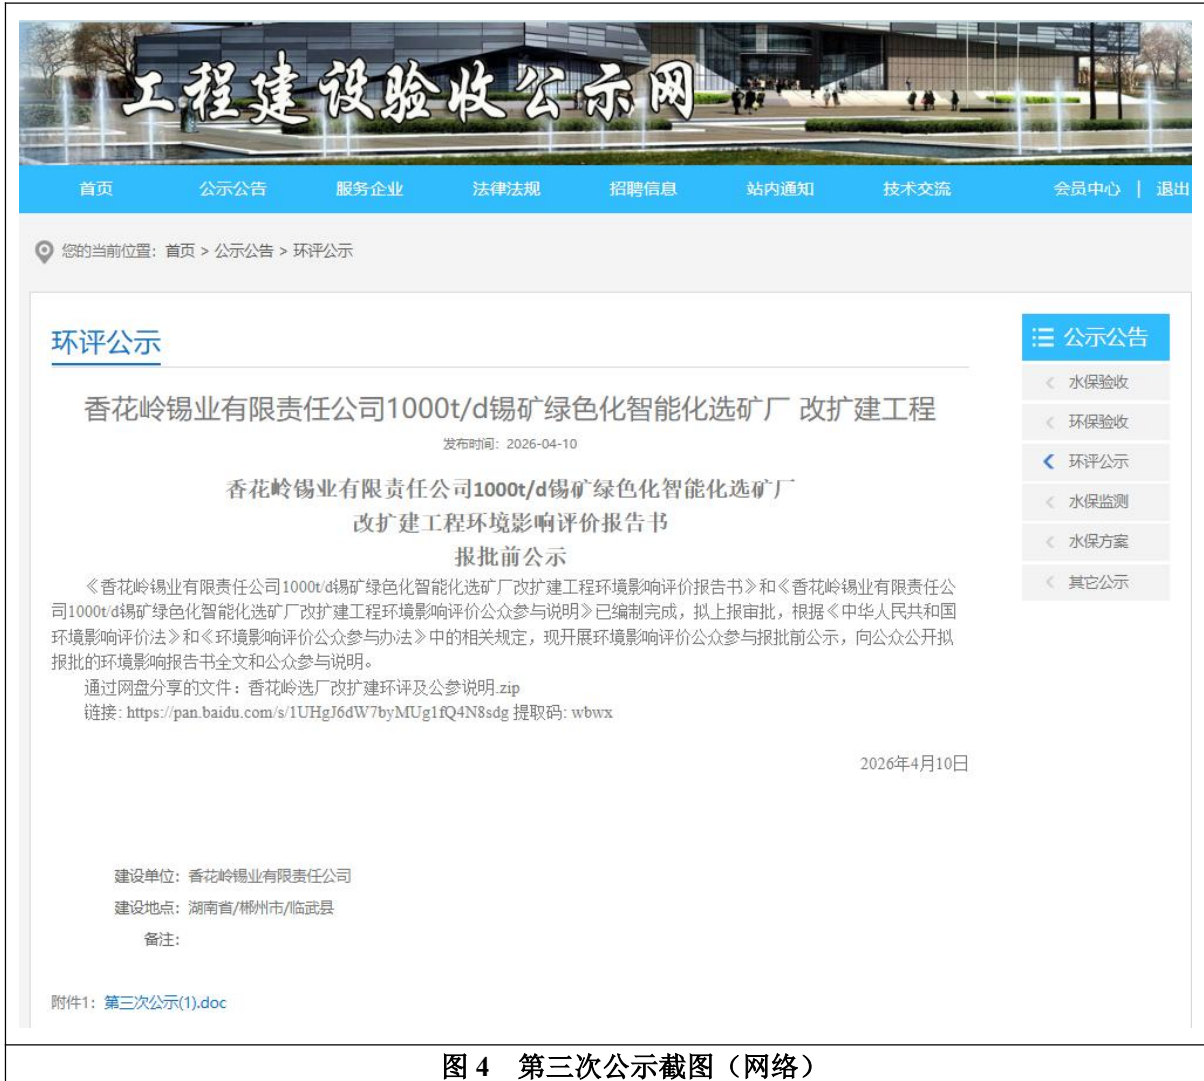 工程建设验收公示网
首页 公示公告 服务企业 法律法规 招聘信息 站内通知 技术交流 会员中心 | 退出
您的当前位置：首页 > 公示公告 > 环评公示
环评公示
香花岭锡业有限责任公司1000t/d锡矿绿色化智能化选矿厂 改扩建工程
发布时间：2026-04-10
香花岭锡业有限责任公司1000t/d锡矿绿色化智能化选矿厂
改扩建工程环境影响评价报告书
报批前公示
《香花岭锡业有限责任公司1000t/d锡矿绿色化智能化选矿厂改扩建工程环境影响评价报告书》和《香花岭锡业有限责任公
司1000t/d锡矿绿色化智能化选矿厂改扩建工程环境影响评价公众参与说明》已编制完成，拟上报审批，根据《中华人民共和国
环境影响评价法》和《环境影响评价公众参与办法》中的相关规定，现开展环境影响评价公众参与报批前公示，向公众公开拟
报批的环境影响报告书全文和公众参与说明。
通过网盘分享的文件：香花岭选厂改扩建环评及公参说明.zip
链接: https://pan.baidu.com/s/1UHgJ6dW7byMUg1fQ4N8sdg 提取码: wbwx
2026年4月10日
建设单位：香花岭锡业有限责任公司
建设地点：湖南省/郴州市/临武县
备注：
附件1：第三次公示(1).doc
公示公告
水保验收
环保验收
环评公示
水保监测
水保方案
其它公示
图 4 第三次公示截图（网络）